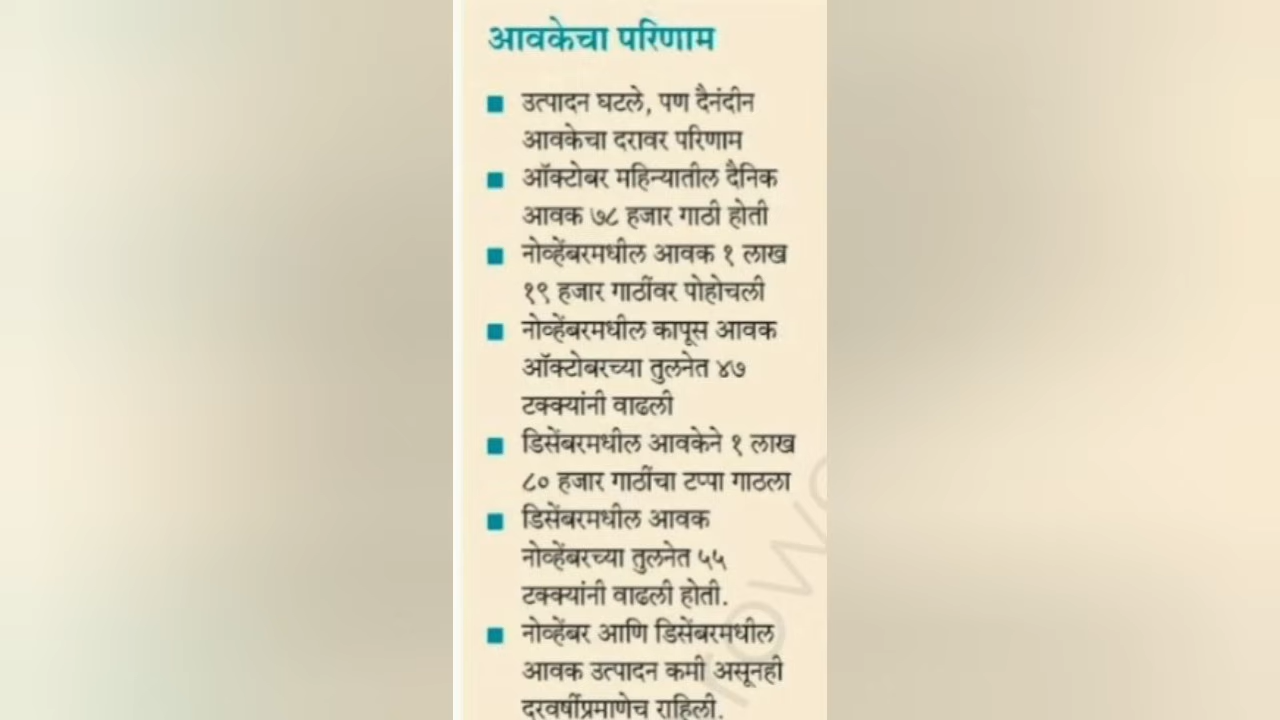 आवकेचा परिणाम
■ उत्पादन घटले, पण दैनंदीन
आवकेचा दरावर परिणाम
■ ऑक्टोबर महिन्यातील दैनिक
आवक ७८ हजार गाठी होती
■ नोव्हेंबरमधील आवक १ लाख
१९ हजार गाठींवर पोहोचली
■ नोव्हेंबरमधील कापूस आवक
ऑक्टोबरच्या तुलनेत ४७
टक्क्यांनी वाढली
■ डिसेंबरमधील आवकेने १ लाख
८० हजार गाठींचा टप्पा गाठला
■ डिसेंबरमधील आवक
नोव्हेंबरच्या तुलनेत ५५
टक्क्यांनी वाढली होती.
■ नोव्हेंबर आणि डिसेंबरमधील
आवक उत्पादन कमी असूनही
दरवर्षीप्रमाणेच राहिली.